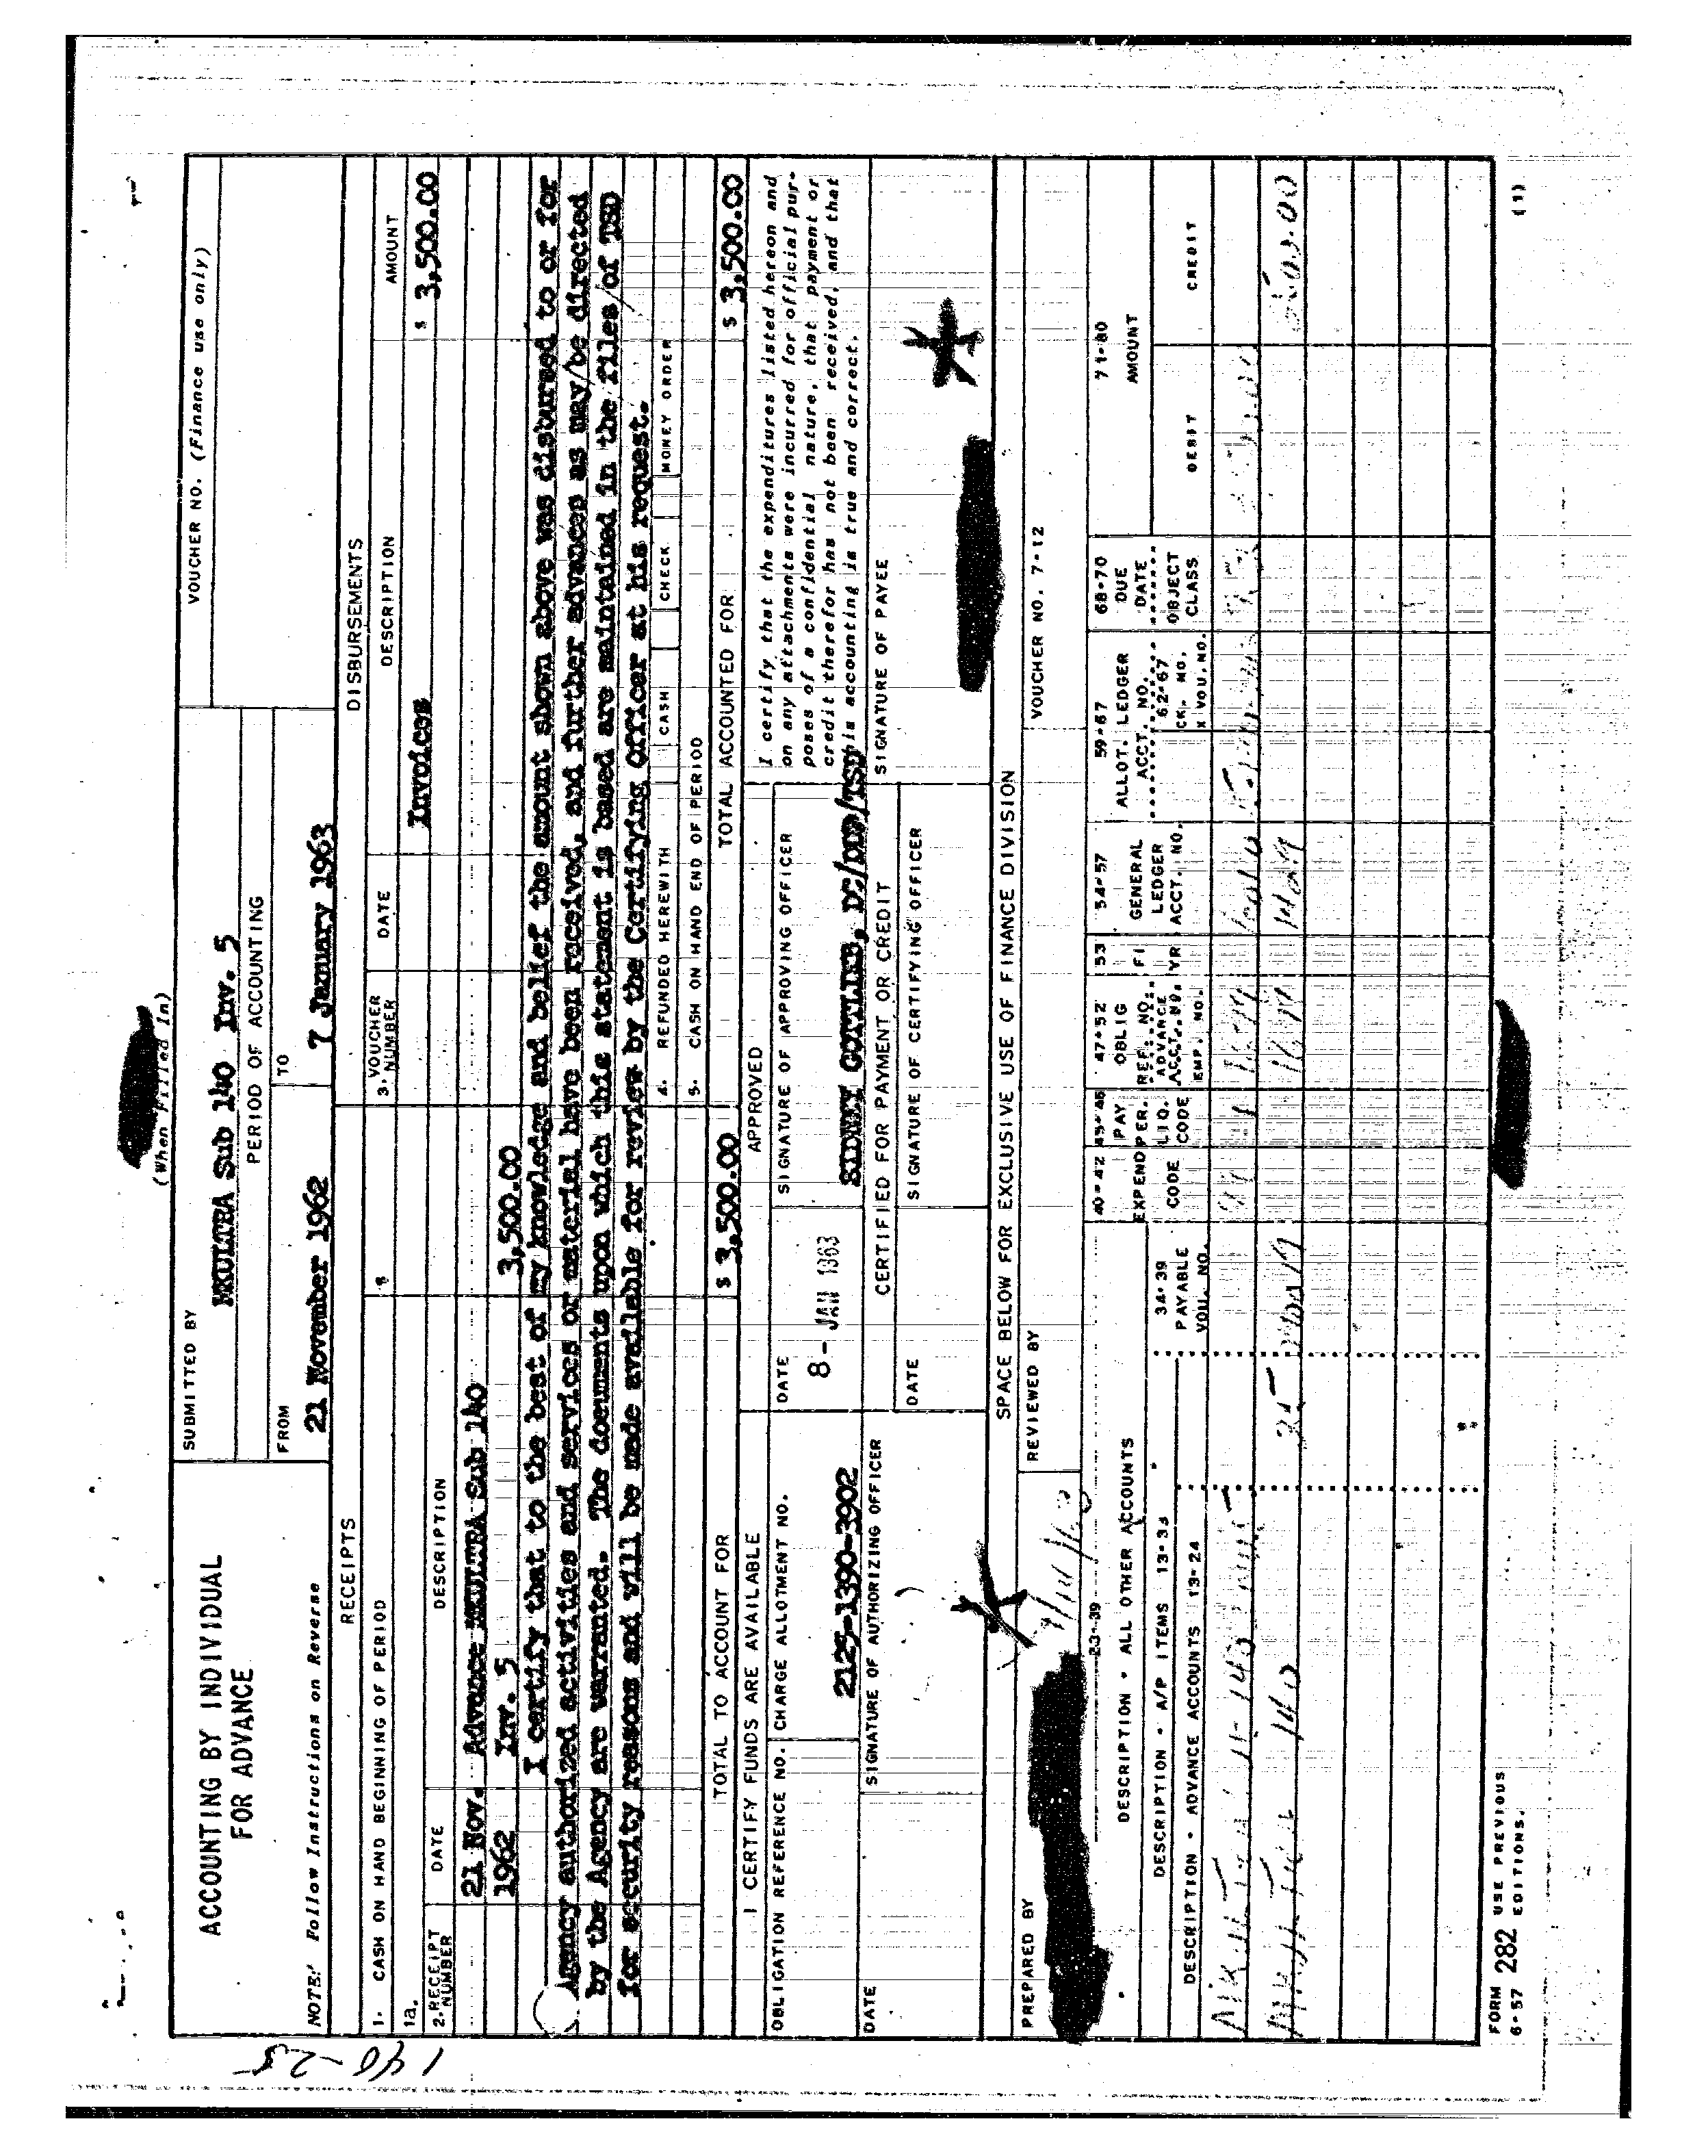 140-25
(When Filled In)
ACCOUNTING BY INDIVIDUAL
FOR ADVANCE
NOTE: Follow Instructions on Reverse
SUBMITTED BY
MKULTRA Sub 140 Inv. 5
PERIOD OF ACCOUNTING
FROM
21 November 1962
TO
7 January 1963
VOUCHER NO. (Finance use only)
RECEIPTS
DISBURSEMENTS
1. CASH ON HAND BEGINNING OF PERIOD
$
1a.
2. RECEIPT NUMBER
DATE
DESCRIPTION
21 Nov. Advance MKULTRA Sub 140
1962 Inv. 5 3,500.00
3. VOUCHER NUMBER
DATE
DESCRIPTION
AMOUNT
Invoices
$ 3,500.00
I certify that to the best of my knowledge and belief the amount shown above was disbursed to or for
Agency authorized activities and services or material have been received, and further advances as may be directed
by the Agency are warranted. The documents upon which this statement is based are maintained in the files of TSD
for security reasons and will be made available for review by the Certifying Officer at his request.
4. REFUNDED HEREWITH CASH CHECK MONEY ORDER
5. CASH ON HAND END OF PERIOD
TOTAL TO ACCOUNT FOR $ 3,500.00
TOTAL ACCOUNTED FOR $ 3,500.00
I CERTIFY FUNDS ARE AVAILABLE
OBLIGATION REFERENCE NO.
CHARGE ALLOTMENT NO.
2125-1390-3902
DATE
SIGNATURE OF AUTHORIZING OFFICER
APPROVED
DATE
8- JAN 1963
SIGNATURE OF APPROVING OFFICER
SIDNEY GOTTLIEB, DC/DDP/TSD
CERTIFIED FOR PAYMENT OR CREDIT
DATE
SIGNATURE OF CERTIFYING OFFICER
I certify that the expenditures listed hereon and
on any attachments were incurred for official pur-
poses of a confidential nature, that payment or
credit therefor has not been received, and that
this accounting is true and correct.
SIGNATURE OF PAYEE
SPACE BELOW FOR EXCLUSIVE USE OF FINANCE DIVISION
PREPARED BY
REVIEWED BY
VOUCHER NO. 7-12
23-39
DESCRIPTION - ALL OTHER ACCOUNTS
DESCRIPTION - A/P ITEMS 13-33
DESCRIPTION - ADVANCE ACCOUNTS 13-24
34-39
PAYABLE
VOU. NO.
40-42
EXPEND
CODE
45-46
PAY
PER.
LIQ.
CODE
47-52
OBLIG
REF. NO.
ADVANCE
ACCT. NO.
EMP. NO.
53
FI
YR
54-57
GENERAL
LEDGER
ACCT. NO.
59-67
ALLOT. LEDGER
ACCT. NO.
62-67
CK. NO.
X VOU. NO.
68-70
DUE
DATE
OBJECT
CLASS
71-80
AMOUNT
DEBIT
CREDIT
140
FORM
6-57 282 USE PREVIOUS
EDITIONS.
(1)